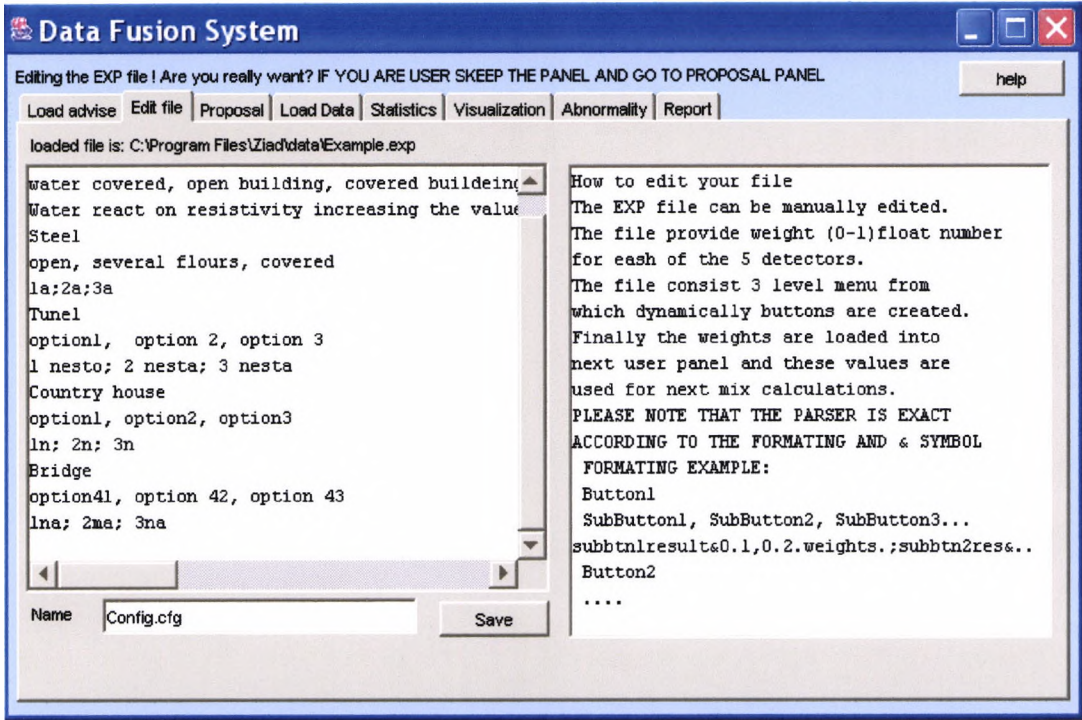 Data Fusion System
Editing the EXP file ! Are you really want? IF YOU ARE USER SKEEP THE PANEL AND GO TO PROPOSAL PANEL
help
Load advise Edit file Proposal Load Data Statistics Visualization Abnormality Report
loaded file is: C:\Program Files\Ziad\data\Example.exp
water covered, open building, covered buildeing
Water react on resistivity increasing the value
Steel
open, several flours, covered
1a;2a;3a
Tunel
option1, option 2, option 3
1 nesto; 2 nesta; 3 nesta
Country house
option1, option2, option3
1n; 2n; 3n
Bridge
option41, option 42, option 43
1na; 2ma; 3na
Name
Config.cfg
Save
How to edit your file
The EXP file can be manually edited.
The file provide weight (0-1)float number
for eash of the 5 detectors.
The file consist 3 level menu from
which dynamically buttons are created.
Finally the weights are loaded into
next user panel and these values are
used for next mix calculations.
PLEASE NOTE THAT THE PARSER IS EXACT
ACCORDING TO THE FORMATING AND & SYMBOL
FORMATING EXAMPLE:
Button1
SubButton1, SubButton2, SubButton3...
subbtn1result&0.1,0.2.weights.;subbtn2res&..
Button2
....